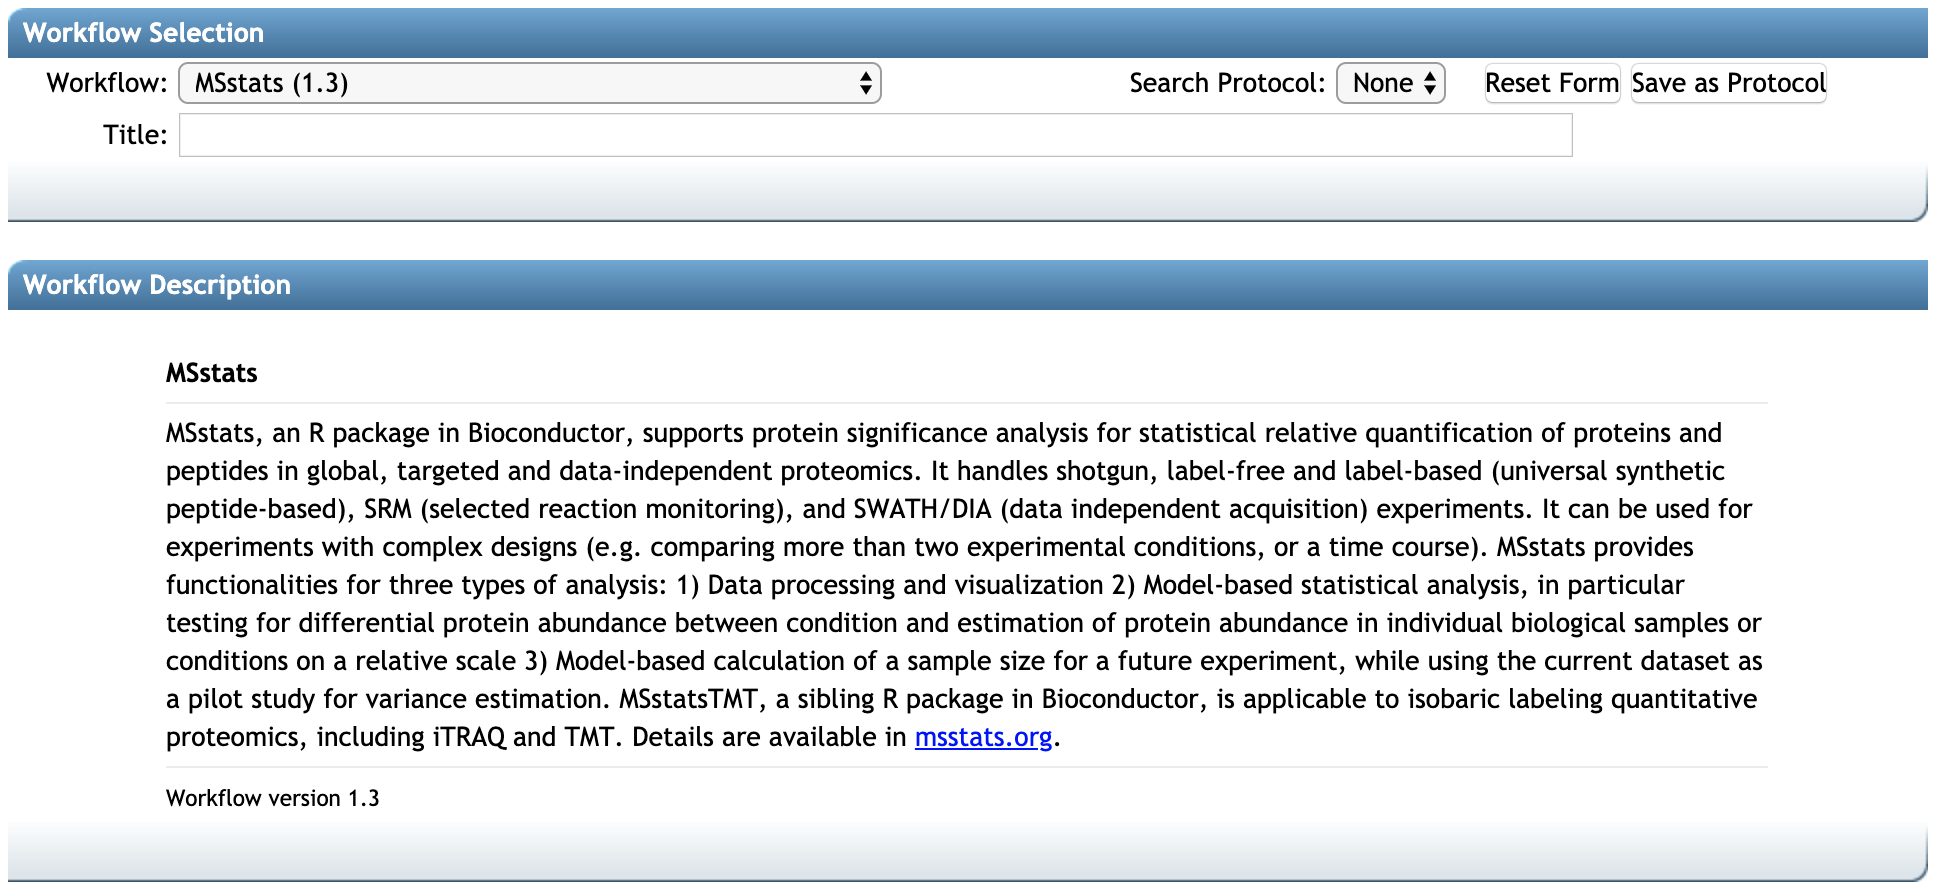 Workflow Selection
Workflow: MSstats (1.3) Search Protocol: None Reset Form Save as Protocol
Title:
Workflow Description
MSstats
MSstats, an R package in Bioconductor, supports protein significance analysis for statistical relative quantification of proteins and
peptides in global, targeted and data-independent proteomics. It handles shotgun, label-free and label-based (universal synthetic
peptide-based), SRM (selected reaction monitoring), and SWATH/DIA (data independent acquisition) experiments. It can be used for
experiments with complex designs (e.g. comparing more than two experimental conditions, or a time course). MSstats provides
functionalities for three types of analysis: 1) Data processing and visualization 2) Model-based statistical analysis, in particular
testing for differential protein abundance between condition and estimation of protein abundance in individual biological samples or
conditions on a relative scale 3) Model-based calculation of a sample size for a future experiment, while using the current dataset as
a pilot study for variance estimation. MSstatsTMT, a sibling R package in Bioconductor, is applicable to isobaric labeling quantitative
proteomics, including iTRAQ and TMT. Details are available in msstats.org.
Workflow version 1.3